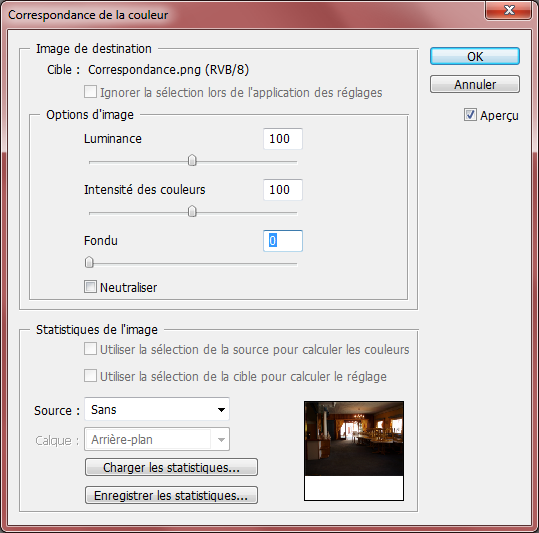 Correspondance de la couleur
Image de destination
Cible : Correspondance.png (RVB/8)
Ignorer la sélection lors de l'application des réglages
Options d'image
Luminance 100
Intensité des couleurs 100
Fondu 0
Neutraliser
OK
Annuler
Aperçu
Statistiques de l'image
Utiliser la sélection de la source pour calculer les couleurs
Utiliser la sélection de la cible pour calculer le réglage
Source : Sans
Calque : Arrière-plan
Charger les statistiques...
Enregistrer les statistiques...